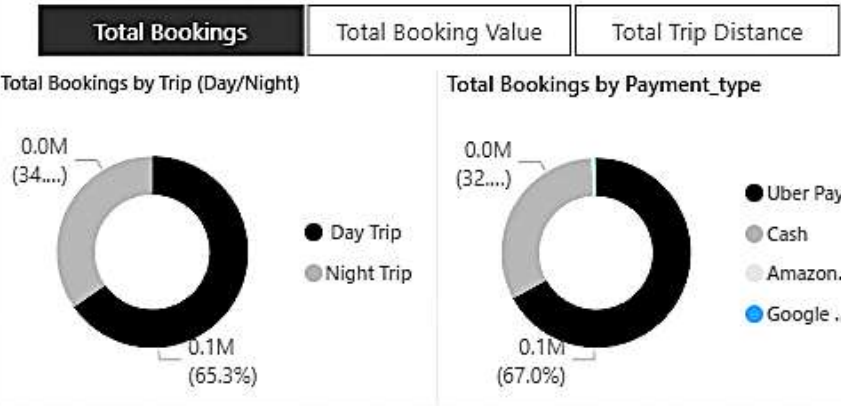 Total Bookings
Total Booking Value
Total Trip Distance
Total Bookings by Trip (Day/Night)
0.0M
(34....)
Day Trip
Night Trip
0.1M
(65.3%)
Total Bookings by Payment_type
0.0M
(32....)
Uber Pay
Cash
Amazon.
Google ..
0.1M
(67.0%)